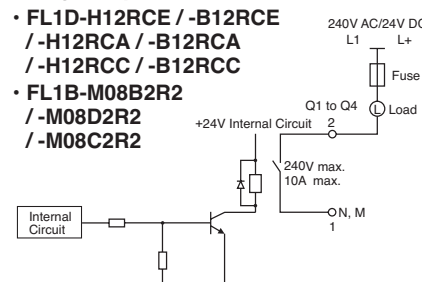 • FL1D-H12RCE / -B12RCE
/ -H12RCA / -B12RCA
/ -H12RCC / -B12RCC
• FL1B-M08B2R2
/ -M08D2R2
/ -M08C2R2
240V AC/24V DC
L1 L+
Fuse
Q1 to Q4
L Load
+24V Internal Circuit 2
240V max.
10A max.
N, M
1
Internal
Circuit